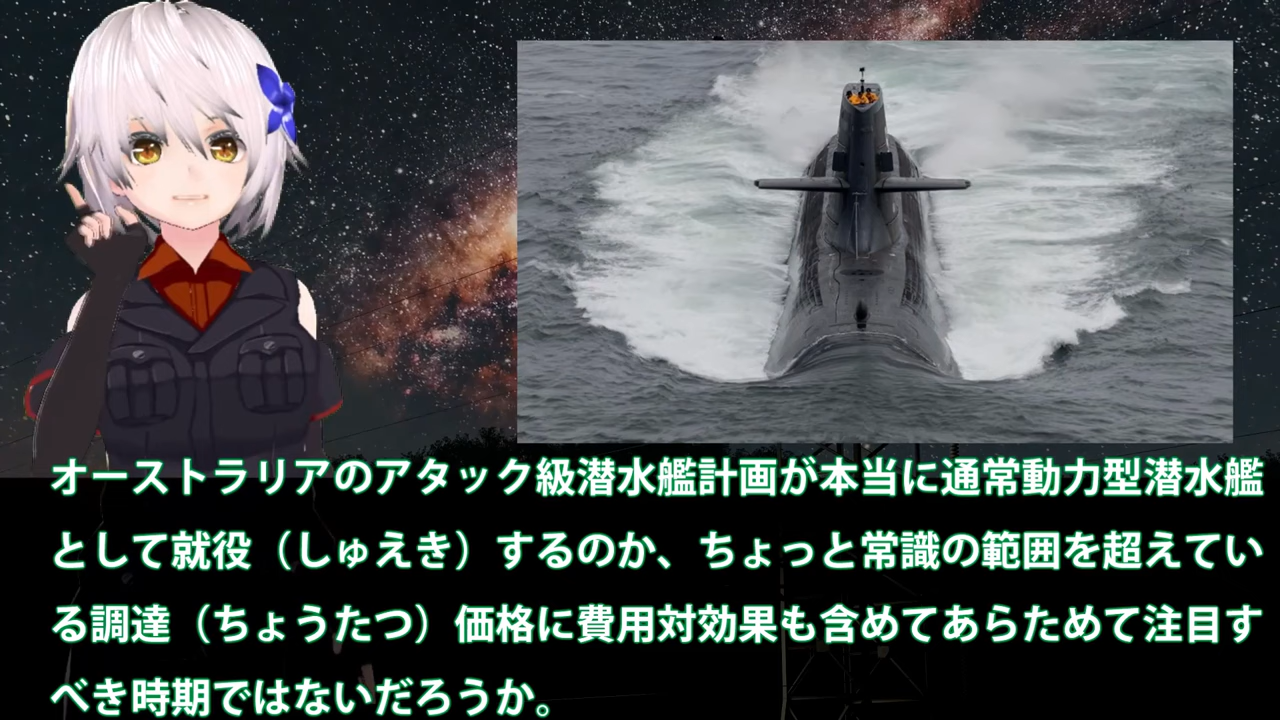 オーストラリアのアタック級潜水艦計画が本当に通常動力型潜水艦
として就役（しゅえき）するのか、ちょっと常識の範囲を超えてい
る調達（ちょうたつ）価格に費用対効果も含めてあらためて注目す
べき時期ではないだろうか。